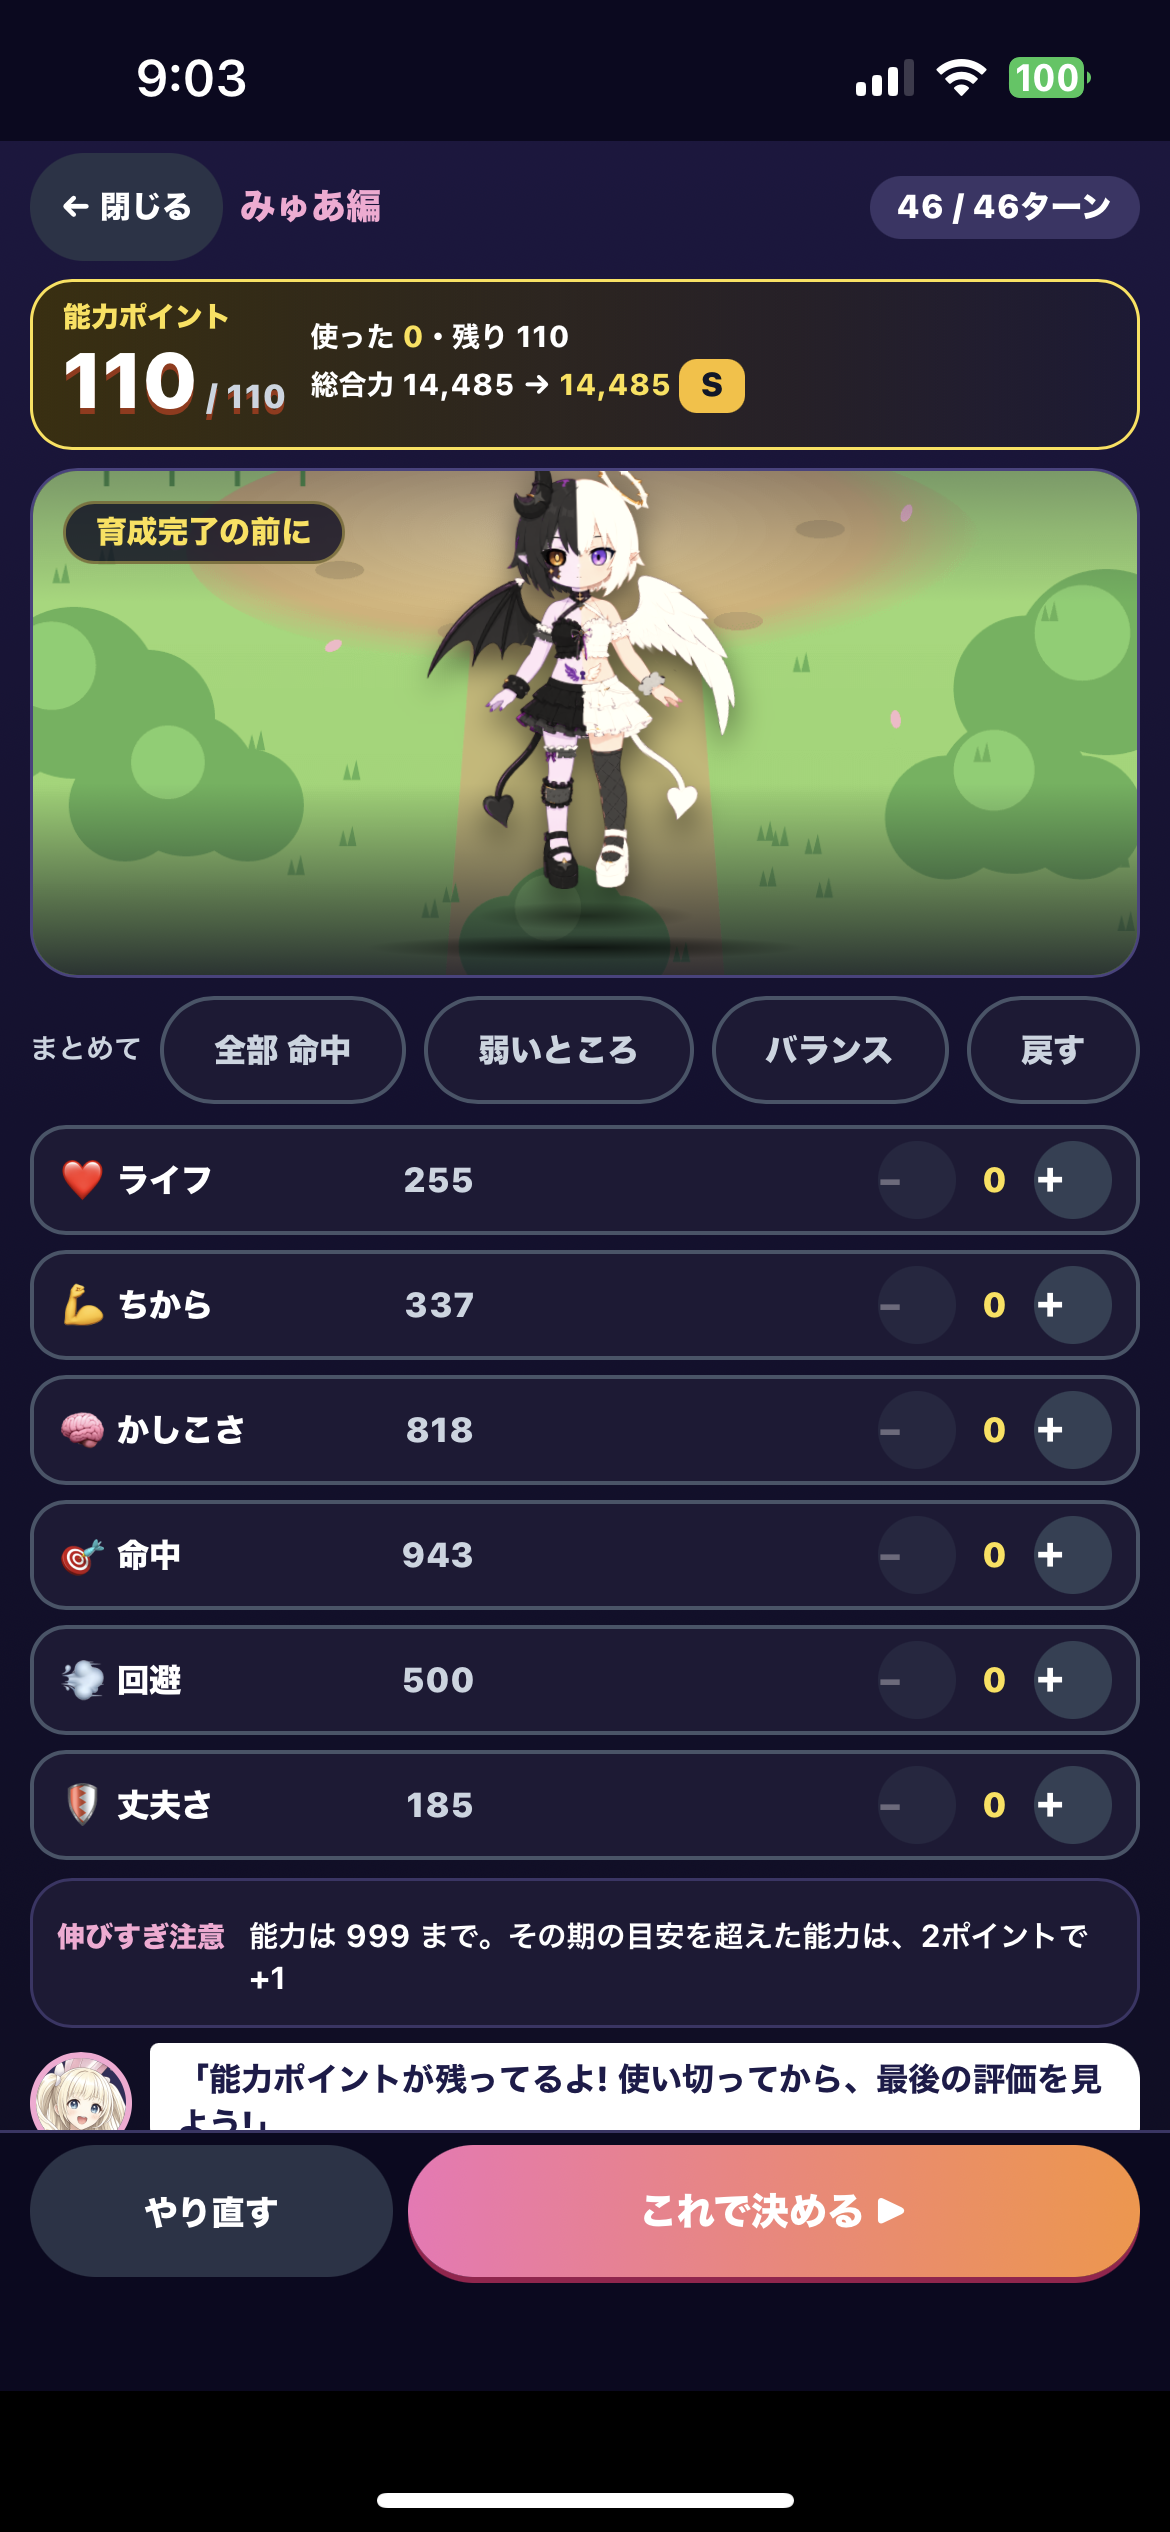 9:03
100
← 閉じる
みゅあ編
46 / 46ターン
能力ポイント
110 / 110
使った 0・残り 110
総合力 14,485 → 14,485 S
育成完了の前に
まとめて
全部 命中
弱いところ
バランス
戻す
ライフ 255 − 0 +
ちから 337 − 0 +
かしこさ 818 − 0 +
命中 943 − 0 +
回避 500 − 0 +
丈夫さ 185 − 0 +
伸びすぎ注意 能力は 999 まで。その期の目安を超えた能力は、2ポイントで
+1
「能力ポイントが残ってるよ! 使い切ってから、最後の評価を見
よう!」
やり直す
これで決める ▶